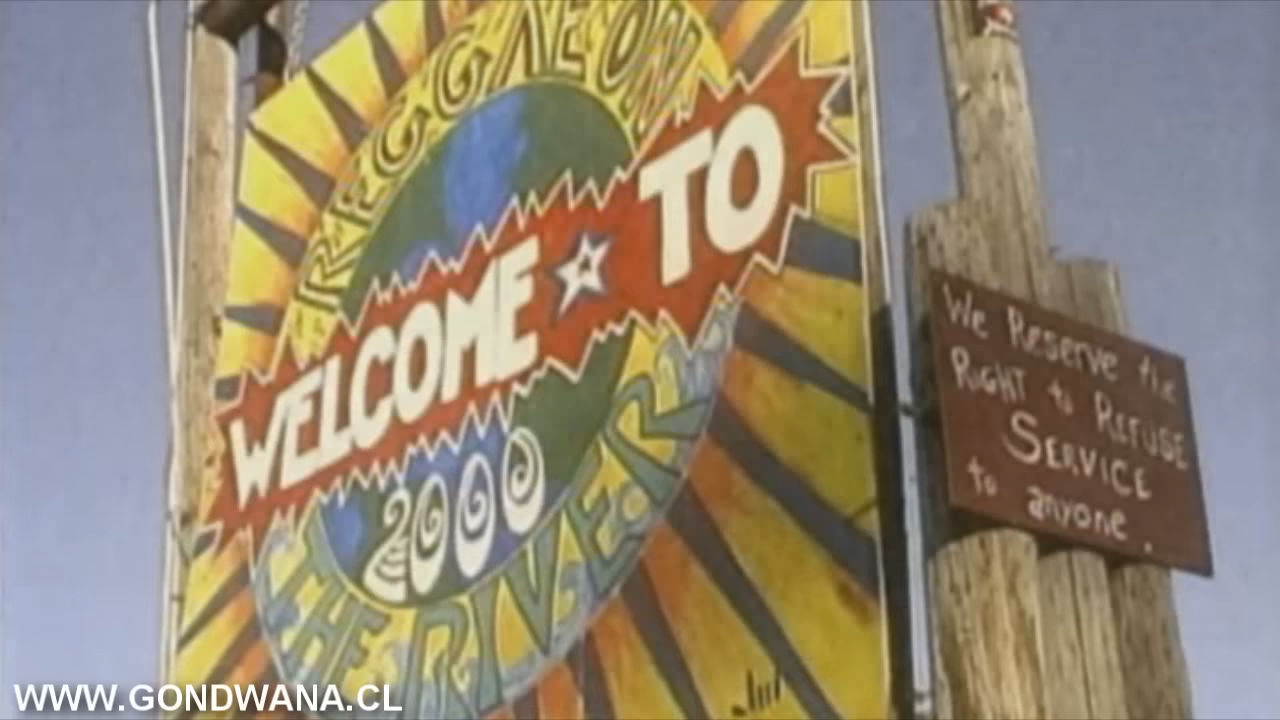 REGGAE ON
WELCOME TO
2000
THE RIVER
We Reserve the
RIGHT to REFUSE
SERVICE
to anyone.
WWW.GONDWANA.CL